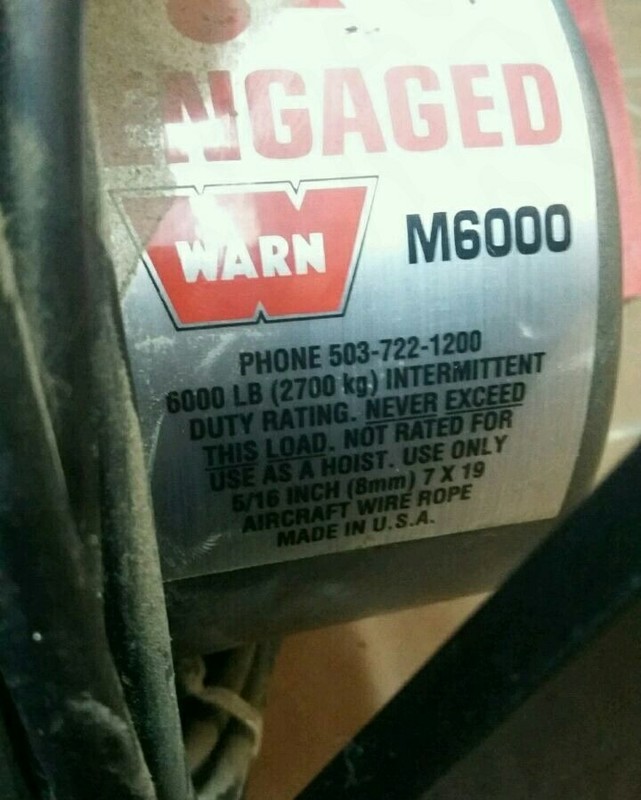 ENGAGED
WARN
M6000
PHONE 503-722-1200
6000 LB (2700 kg) INTERMITTENT
DUTY RATING. NEVER EXCEED
THIS LOAD. NOT RATED FOR
USE AS A HOIST. USE ONLY
5/16 INCH (8mm) 7 X 19
AIRCRAFT WIRE ROPE
MADE IN U.S.A.